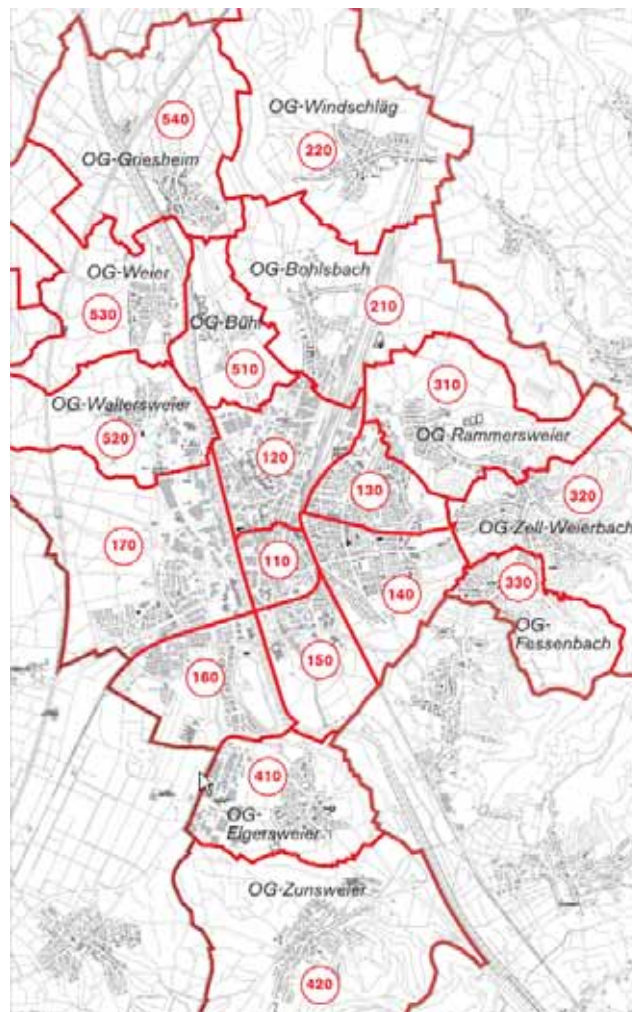 OG-Windschläg
540
220
OG-Griesheim
OG-Weier
OG-Bohlsbach
530
210
OG-Bühl
510
310
OG-Waltersweier
520
OG-Rammersweier
120
130
320
OG-Zell-Weierbach
170
110
330
140
OG-
Fessenbach
150
160
410
OG-
Elgersweier
OG-Zunsweier
420